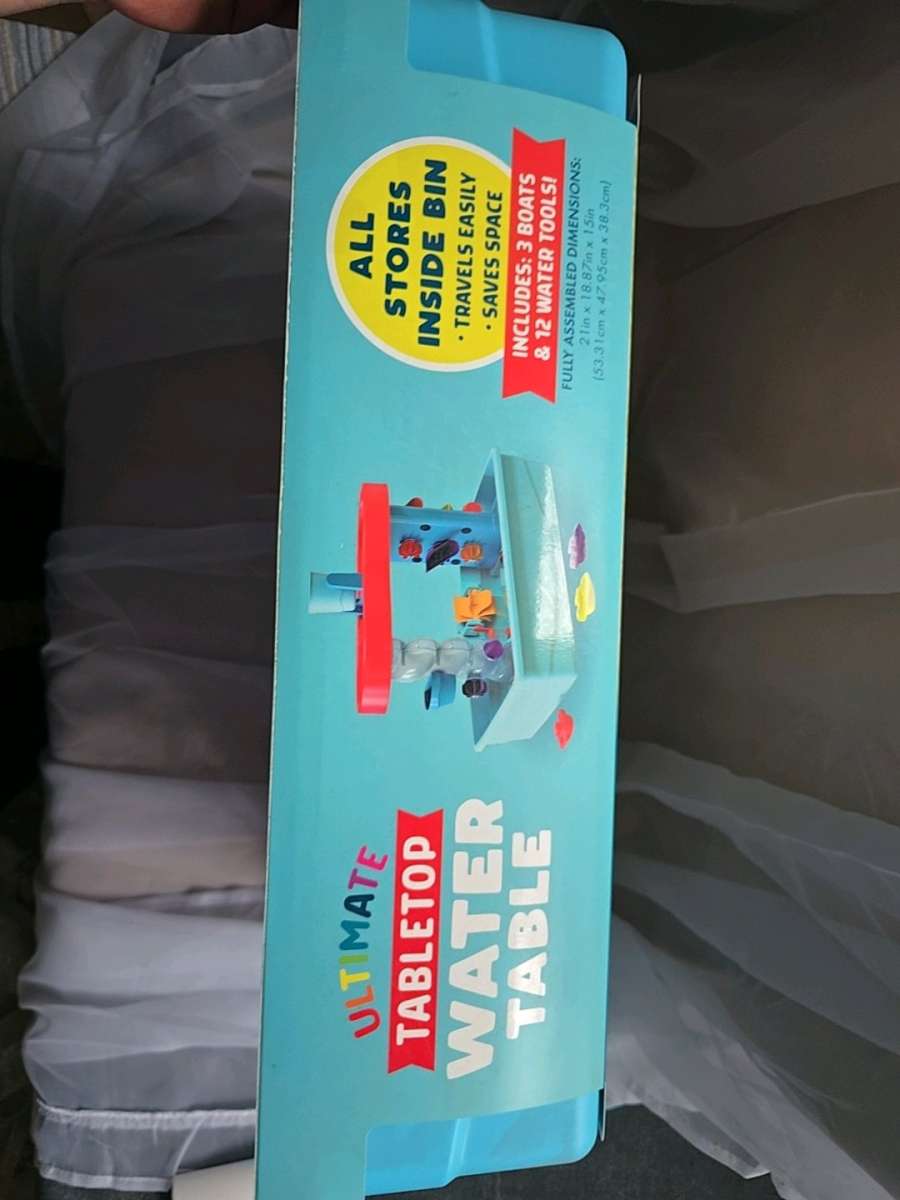 ULTIMATE
TABLETOP
WATER
TABLE
ALL
STORES
INSIDE BIN
• TRAVELS EASILY
• SAVES SPACE
INCLUDES: 3 BOATS
& 12 WATER TOOLS!
FULLY ASSEMBLED DIMENSIONS:
21in x 18.87in x 15in
(53.31cm x 47.95cm x 38.3cm)